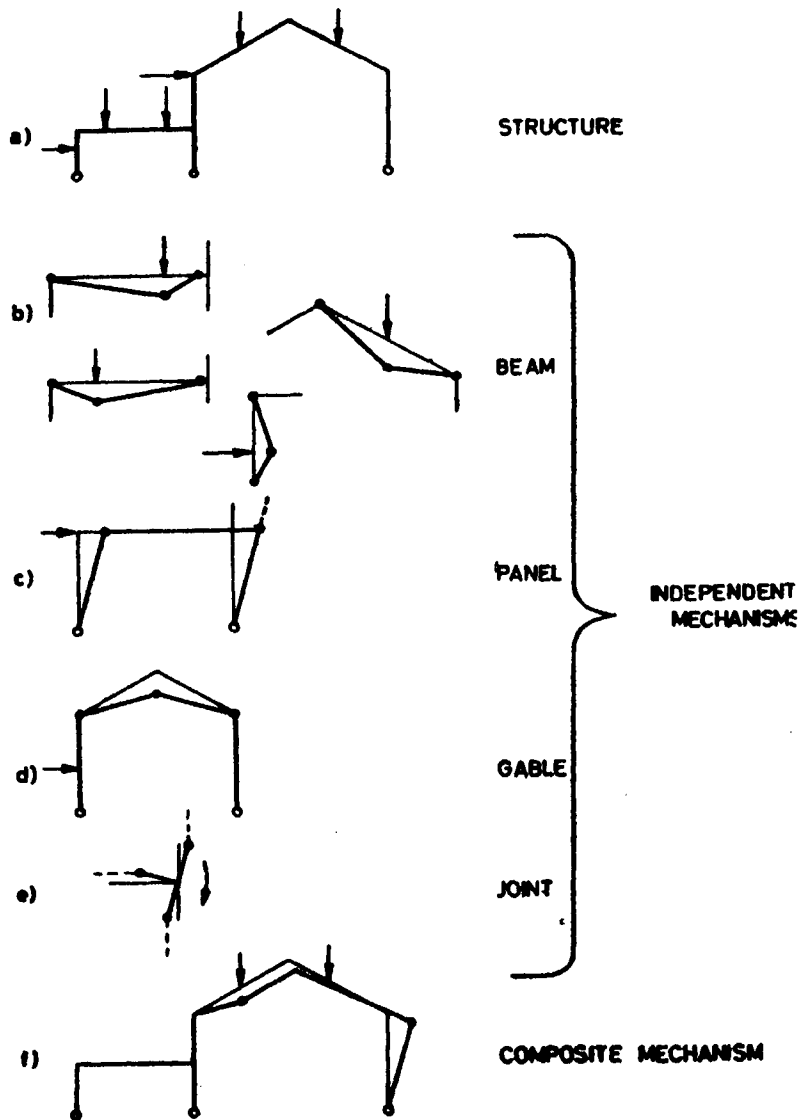 a)
STRUCTURE
b)
BEAM
c)
PANEL
INDEPENDENT
MECHANISMS
d)
GABLE
e)
JOINT
f)
COMPOSITE MECHANISM